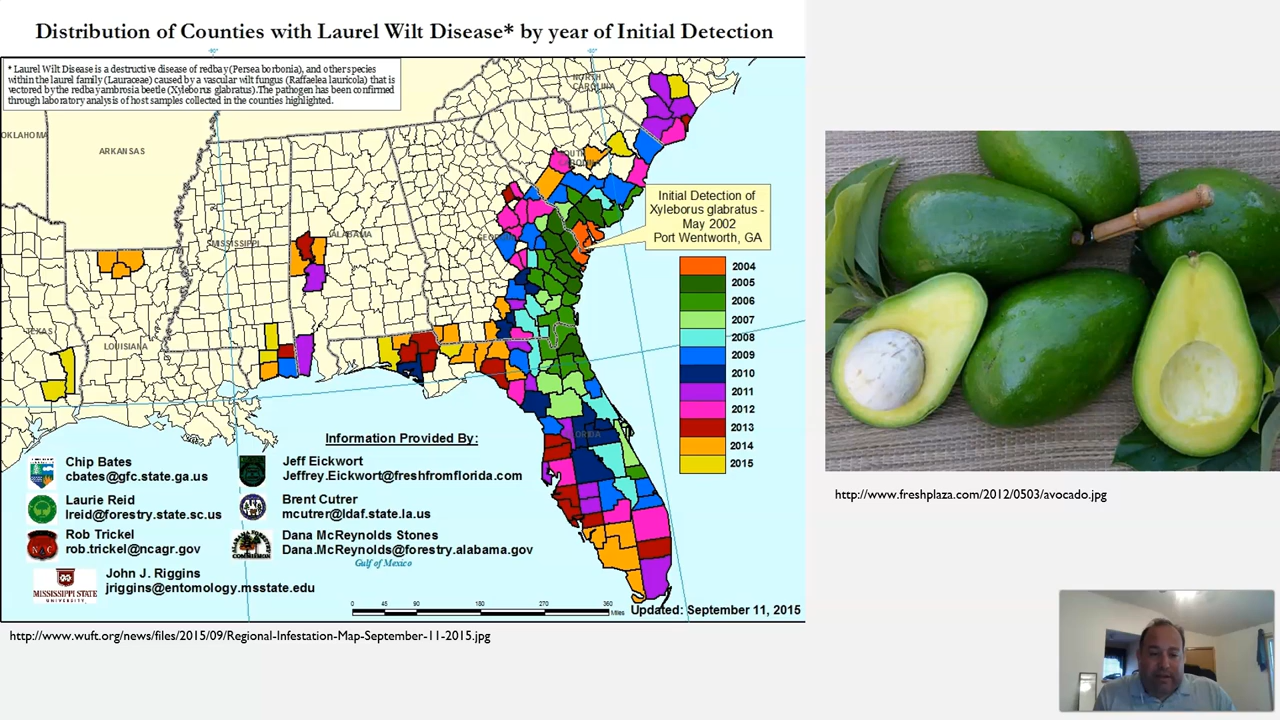 Distribution of Counties with Laurel Wilt Disease* by year of Initial Detection
* Laurel Wilt Disease is a destructive disease of redbay (Persea borbonia), and other species
within the laurel family (Lauraceae) caused by a vascular wilt fungus (Raffaelea lauricola) that is
vectored by the redbay ambrosia beetle (Xyleborus glabratus).The pathogen has been confirmed
through laboratory analysis of host samples collected in the counties highlighted.
NORTH
CAROLINA
OKLAHOMA
ARKANSAS
SOUTH
CAROLINA
Initial Detection of
Xyleborus glabratus -
May 2002
Port Wentworth, GA
MISSISSIPPI
ALABAMA
GEORGIA
2004
2005
2006
2007
2008
2009
2010
2011
2012
2013
2014
2015
TEXAS
LOUISIANA
FLORIDA
Information Provided By:
Chip Bates
cbates@gfc.state.ga.us
Jeff Eickwort
Jeffrey.Eickwort@freshfromflorida.com
Laurie Reid
lreid@forestry.state.sc.us
Brent Cutrer
mcutrer@ldaf.state.la.us
Rob Trickel
rob.trickel@ncagr.gov
Dana McReynolds Stones
Dana.McReynolds@forestry.alabama.gov
Gulf of Mexico
John J. Riggins
jriggins@entomology.msstate.edu
MISSISSIPPI STATE
UNIVERSITY
0 45 90 180 270 360
Miles
Updated: September 11, 2015
http://www.wuft.org/news/files/2015/09/Regional-Infestation-Map-September-11-2015.jpg
http://www.freshplaza.com/2012/0503/avocado.jpg